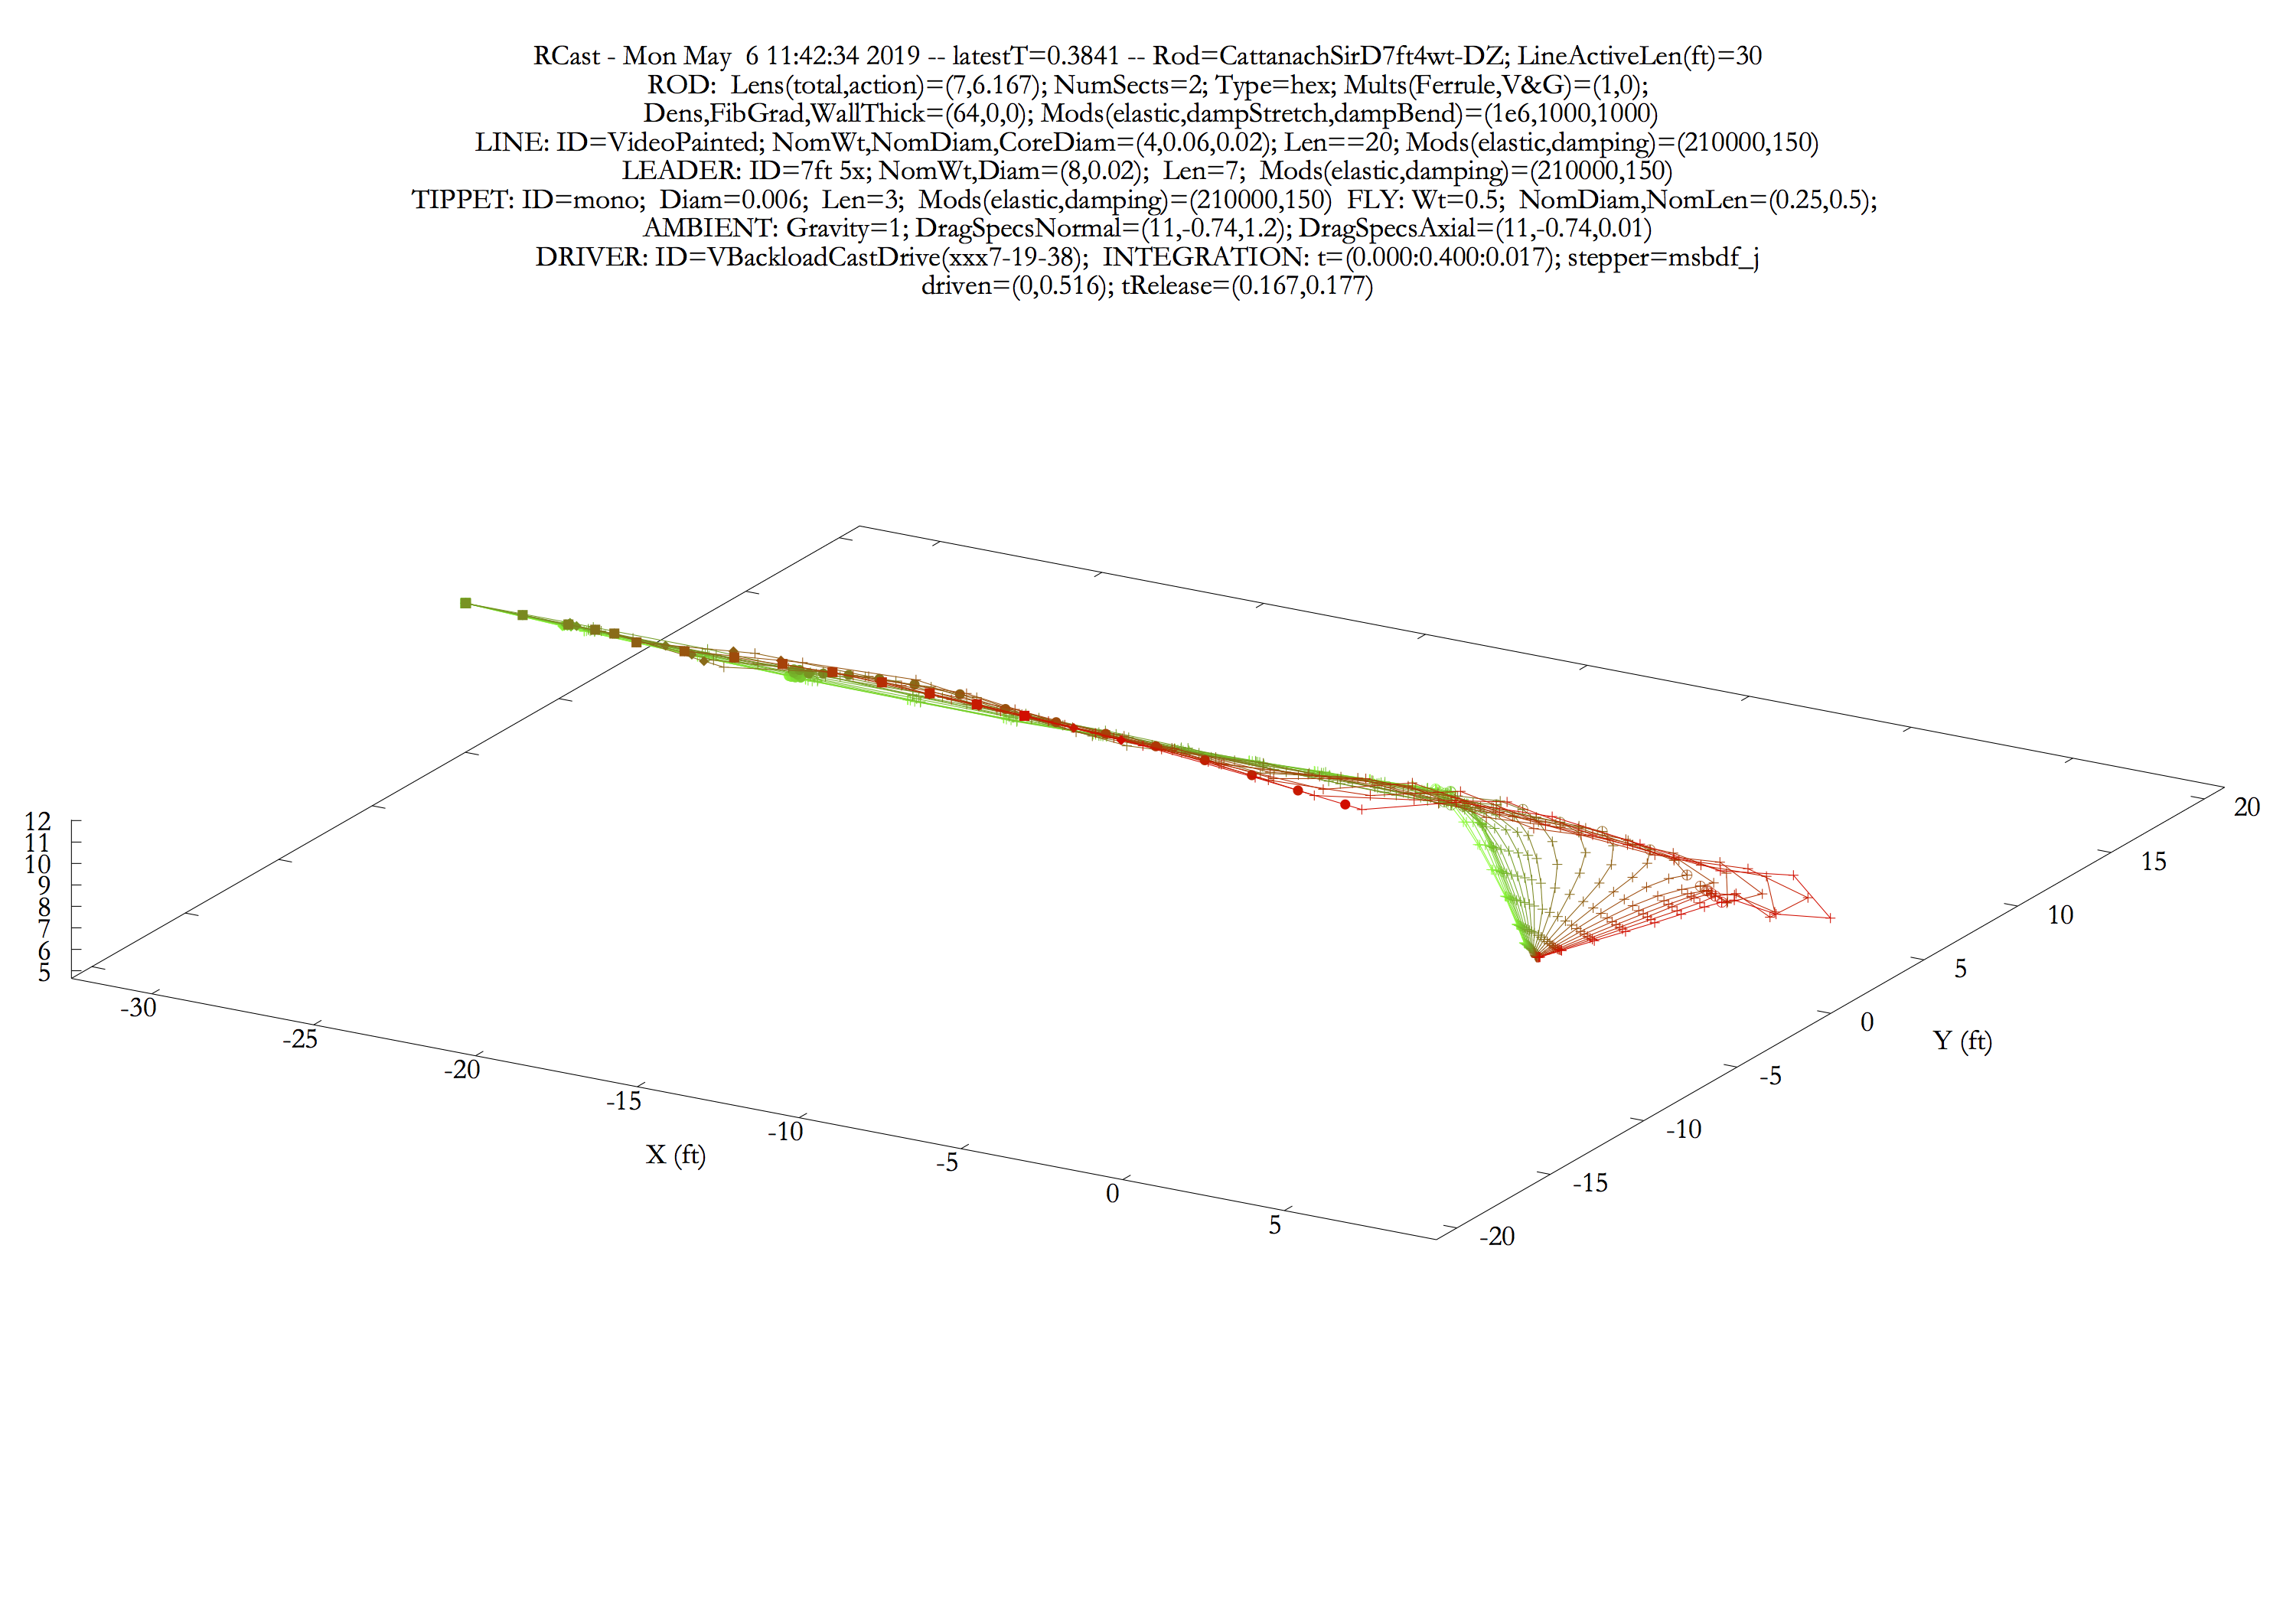 RCast - Mon May  6 11:42:34 2019 -- latestT=0.3841 -- Rod=CattanachSirD7ft4wt-DZ; LineActiveLen(ft)=30
ROD:  Lens(total,action)=(7,6.167); NumSects=2; Type=hex; Mults(Ferrule,V&G)=(1,0);
Dens,FibGrad,WallThick=(64,0,0); Mods(elastic,dampStretch,dampBend)=(1e6,1000,1000)
LINE: ID=VideoPainted; NomWt,NomDiam,CoreDiam=(4,0.06,0.02); Len==20; Mods(elastic,damping)=(210000,150)
LEADER: ID=7ft 5x; NomWt,Diam=(8,0.02);  Len=7;  Mods(elastic,damping)=(210000,150)
TIPPET: ID=mono;  Diam=0.006;  Len=3;  Mods(elastic,damping)=(210000,150)  FLY: Wt=0.5;  NomDiam,NomLen=(0.25,0.5);
AMBIENT: Gravity=1; DragSpecsNormal=(11,-0.74,1.2); DragSpecsAxial=(11,-0.74,0.01)
DRIVER: ID=VBackloadCastDrive(xxx7-19-38);  INTEGRATION: t=(0.000:0.400:0.017); stepper=msbdf_j
driven=(0,0.516); tRelease=(0.167,0.177)
12
11
10
9
8
7
6
5
-30
-25
-20
-15
-10
-5
0
5
X (ft)
20
15
10
5
0
-5
-10
-15
-20
Y (ft)